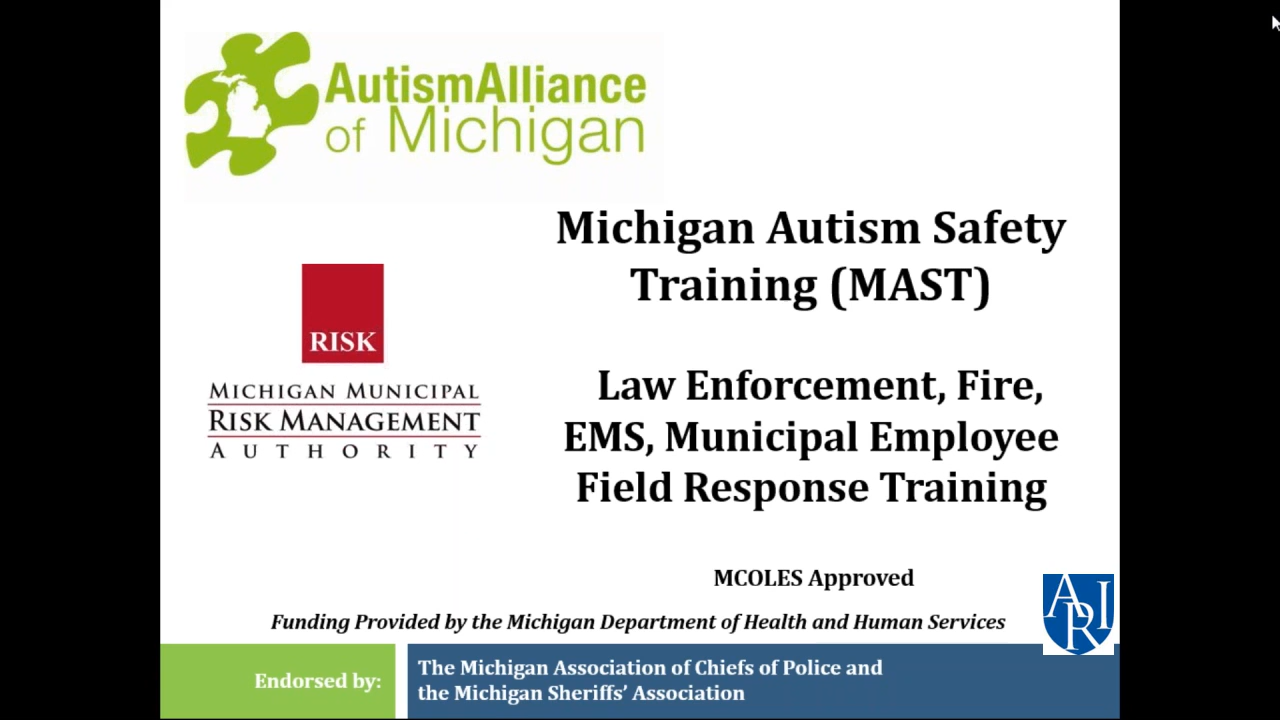 AutismAlliance
of Michigan
Michigan Autism Safety
Training (MAST)
RISK
MICHIGAN MUNICIPAL
RISK MANAGEMENT
AUTHORITY
Law Enforcement, Fire,
EMS, Municipal Employee
Field Response Training
MCOLES Approved
ARI
Funding Provided by the Michigan Department of Health and Human Services
Endorsed by:
The Michigan Association of Chiefs of Police and
the Michigan Sheriffs’ Association